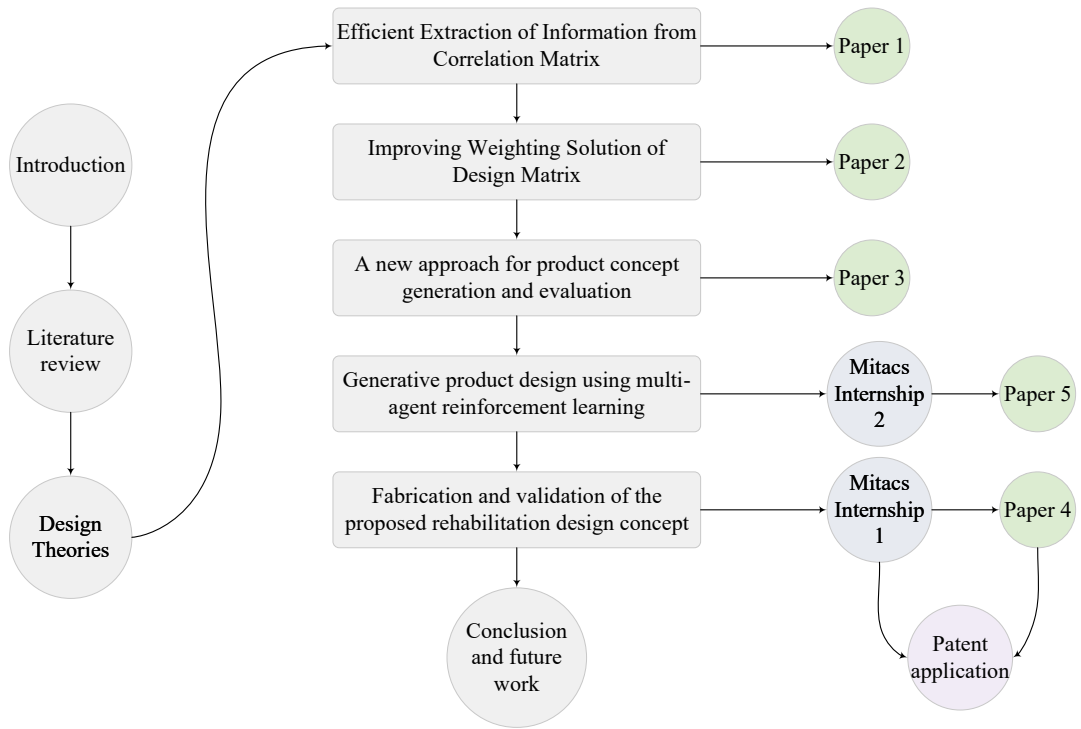 Introduction
Literature
review
Design
Theories
Efficient Extraction of Information from
Correlation Matrix
Paper 1
Improving Weighting Solution of
Design Matrix
Paper 2
A new approach for product concept
generation and evaluation
Paper 3
Generative product design using multi-
agent reinforcement learning
Mitacs
Internship
2
Paper 5
Fabrication and validation of the
proposed rehabilitation design concept
Mitacs
Internship
1
Paper 4
Conclusion
and future
work
Patent
application